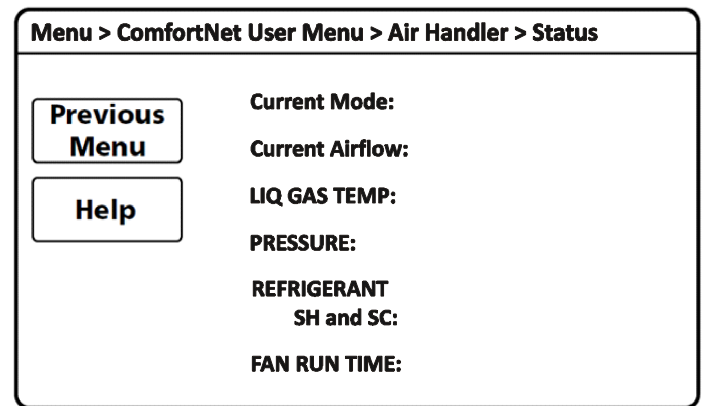 Menu > ComfortNet User Menu > Air Handler > Status
Previous
Menu
Help
Current Mode:
Current Airflow:
LIQ GAS TEMP:
PRESSURE:
REFRIGERANT
SH and SC:
FAN RUN TIME: